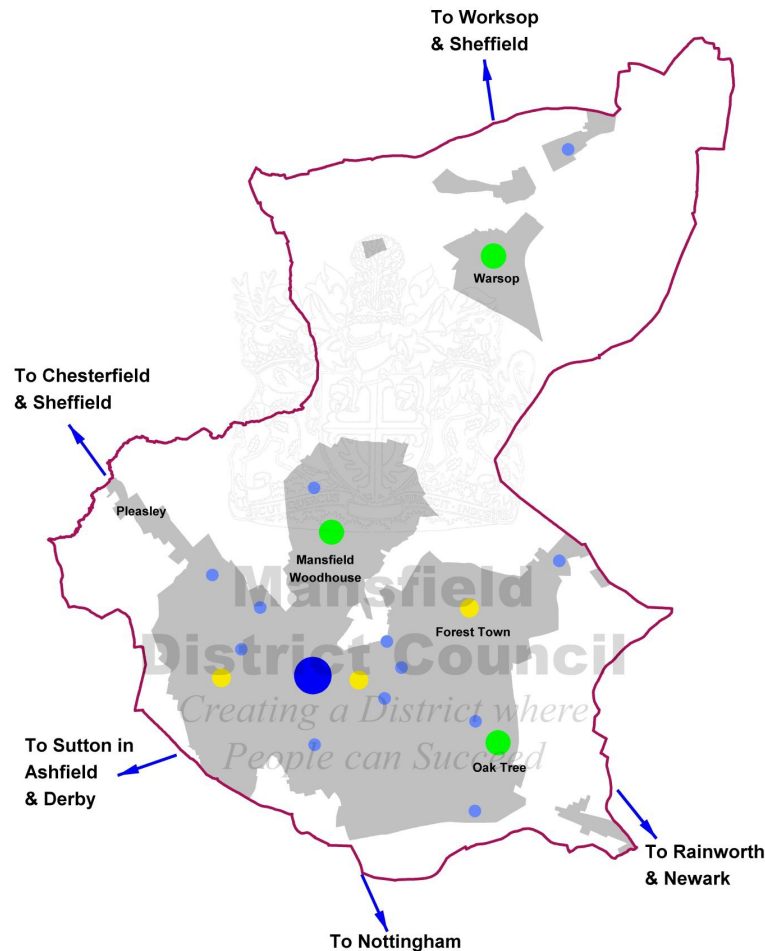 To Worksop
& Sheffield
Warsop
To Chesterfield
& Sheffield
Pleasley
Mansfield
Woodhouse
Mansfield
Forest Town
District Council
Creating a District where
To Sutton in
Ashfield
& Derby
People can Succeed
Oak Tree
To Rainworth
& Newark
To Nottingham